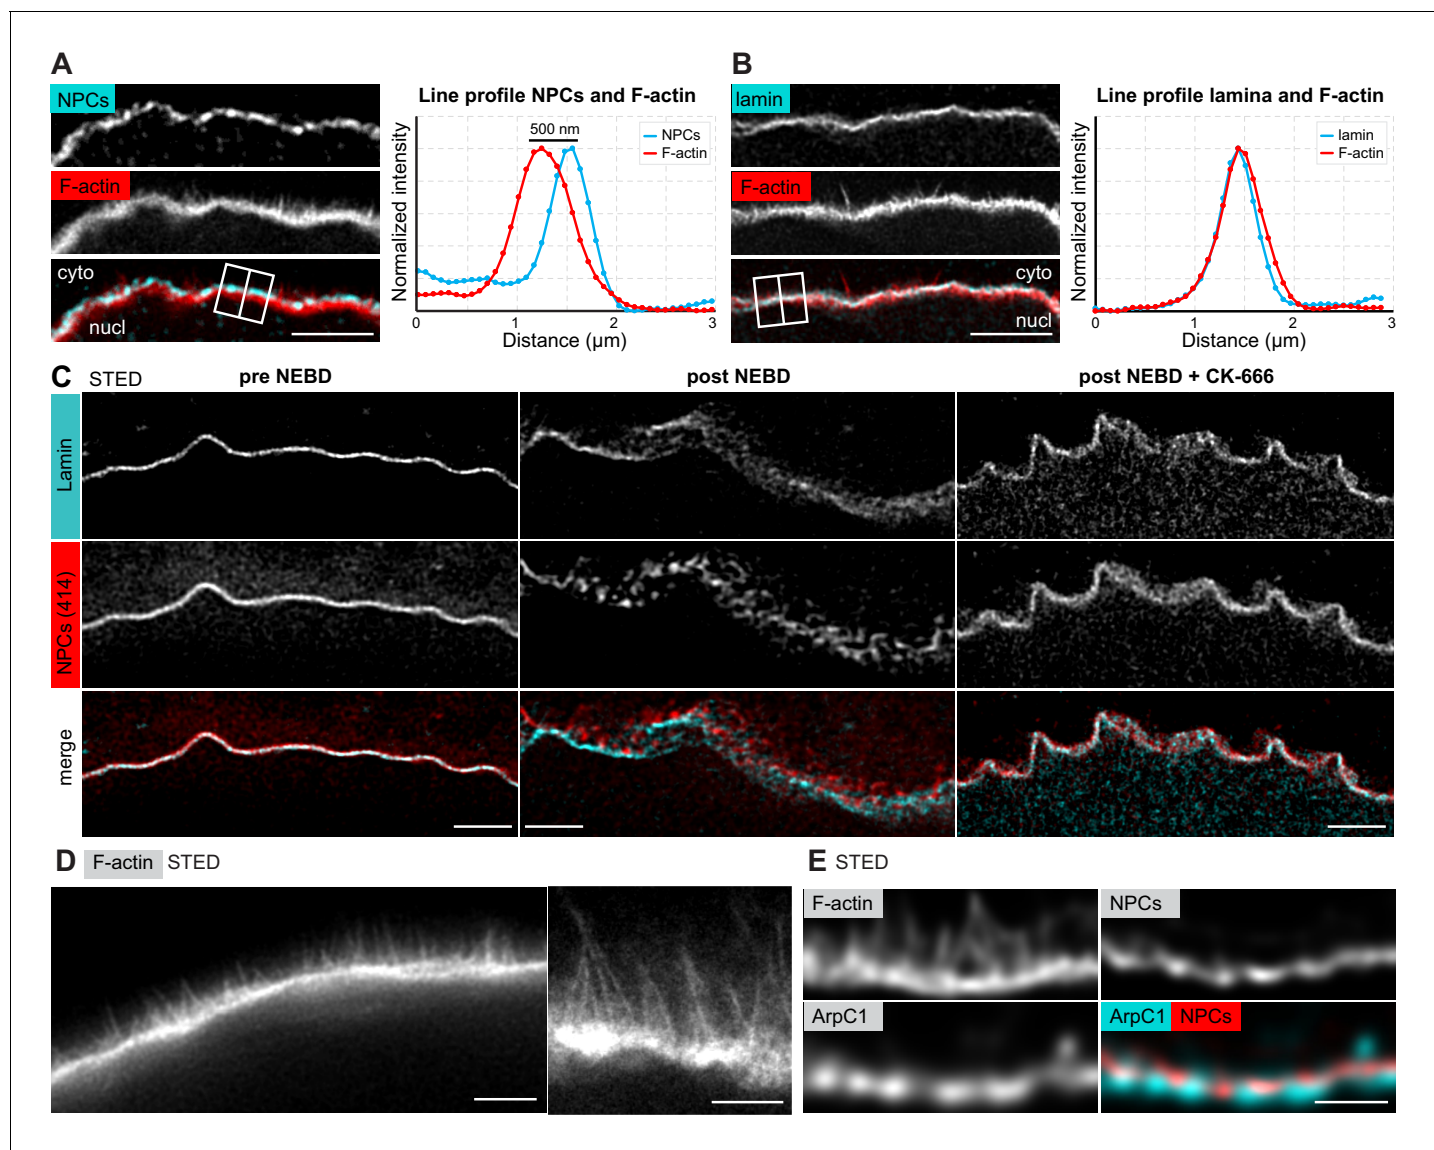 A
NPCs
F-actin
cyto
nucl
Line profile NPCs and F-actin
500 nm
NPCs
F-actin
Normalized intensity
0 1 2 3
Distance (µm)
B
lamin
F-actin
cyto
nucl
Line profile lamina and F-actin
lamin
F-actin
Normalized intensity
0 1 2 3
Distance (µm)
C STED pre NEBD post NEBD post NEBD + CK-666
Lamin
NPCs (414)
merge
D F-actin STED
E STED
F-actin NPCs
ArpC1 ArpC1 NPCs